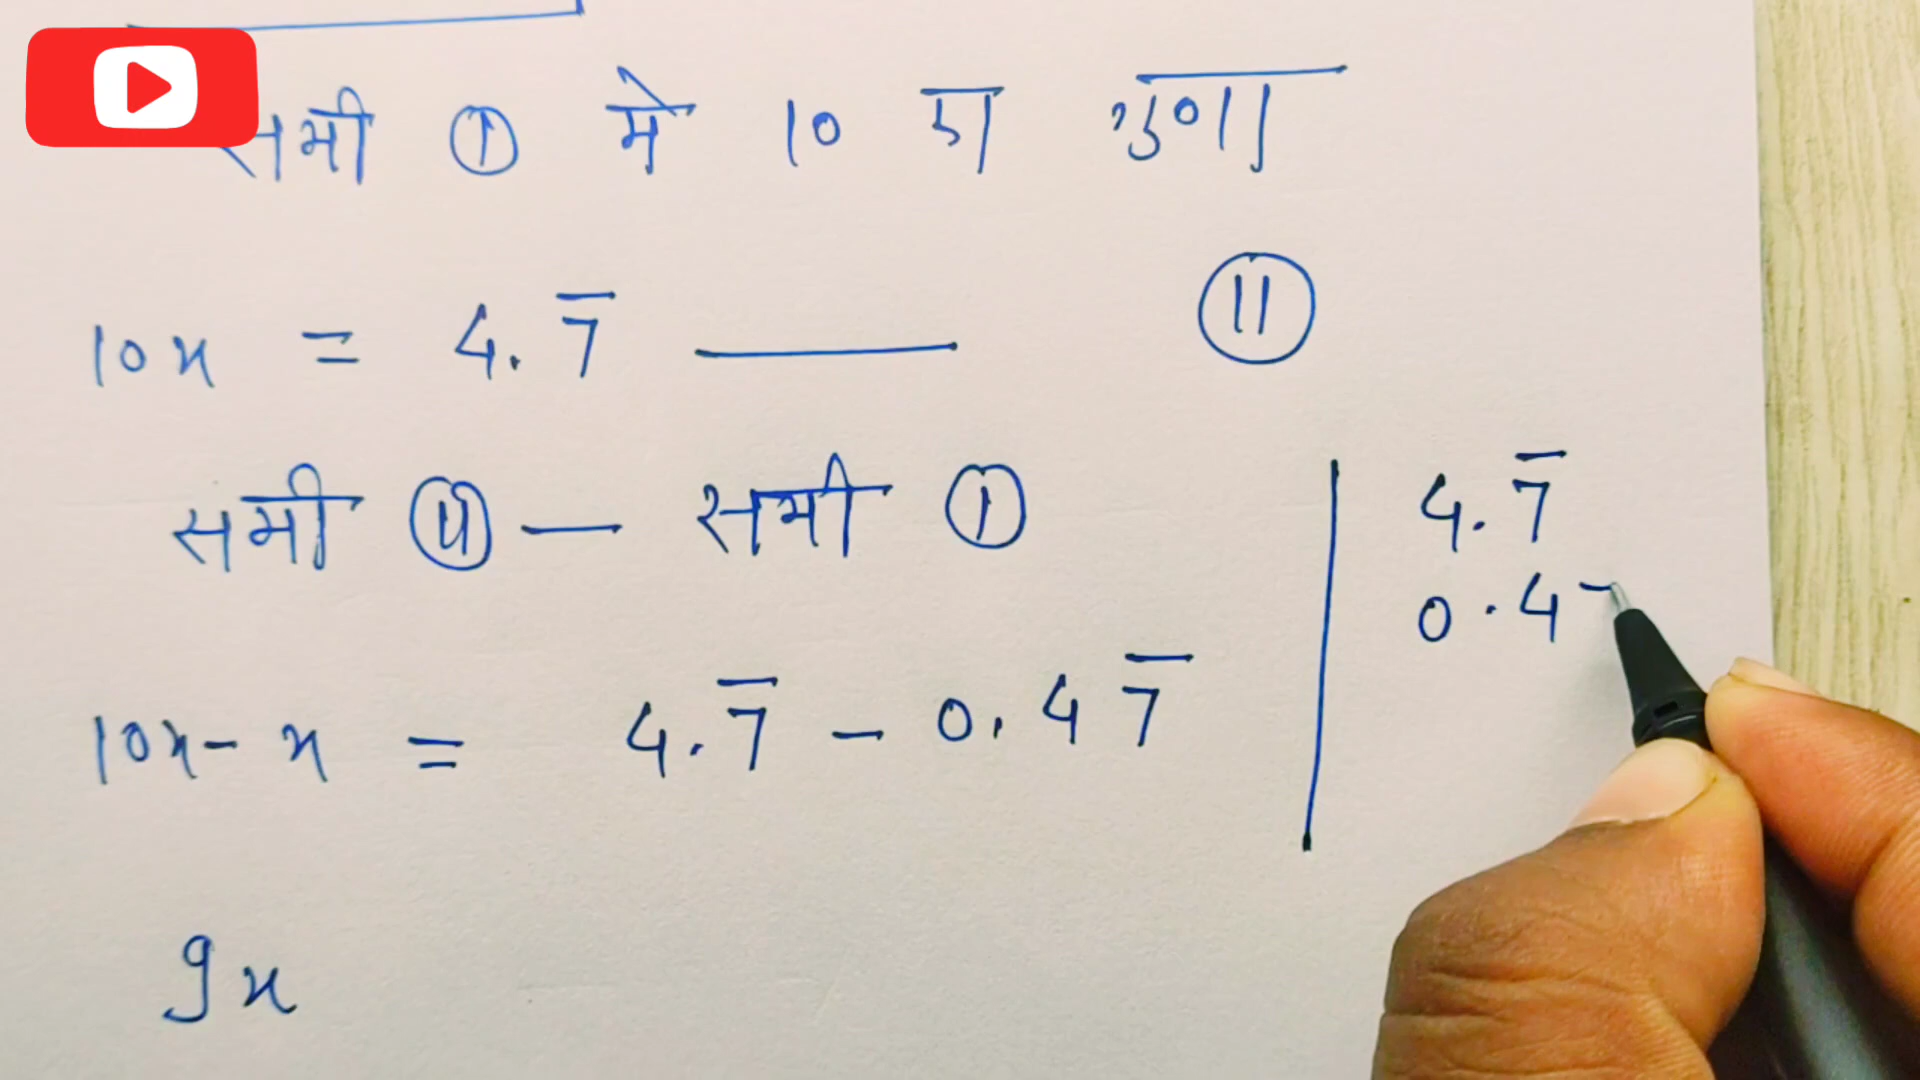 समी ① मे 10 का गुणा
10x = 4.7̅ —— ⑪
समी ⑪ — समी ①
4.7̅
0.4
10x - x = 4.7̅ - 0.47̅
9x